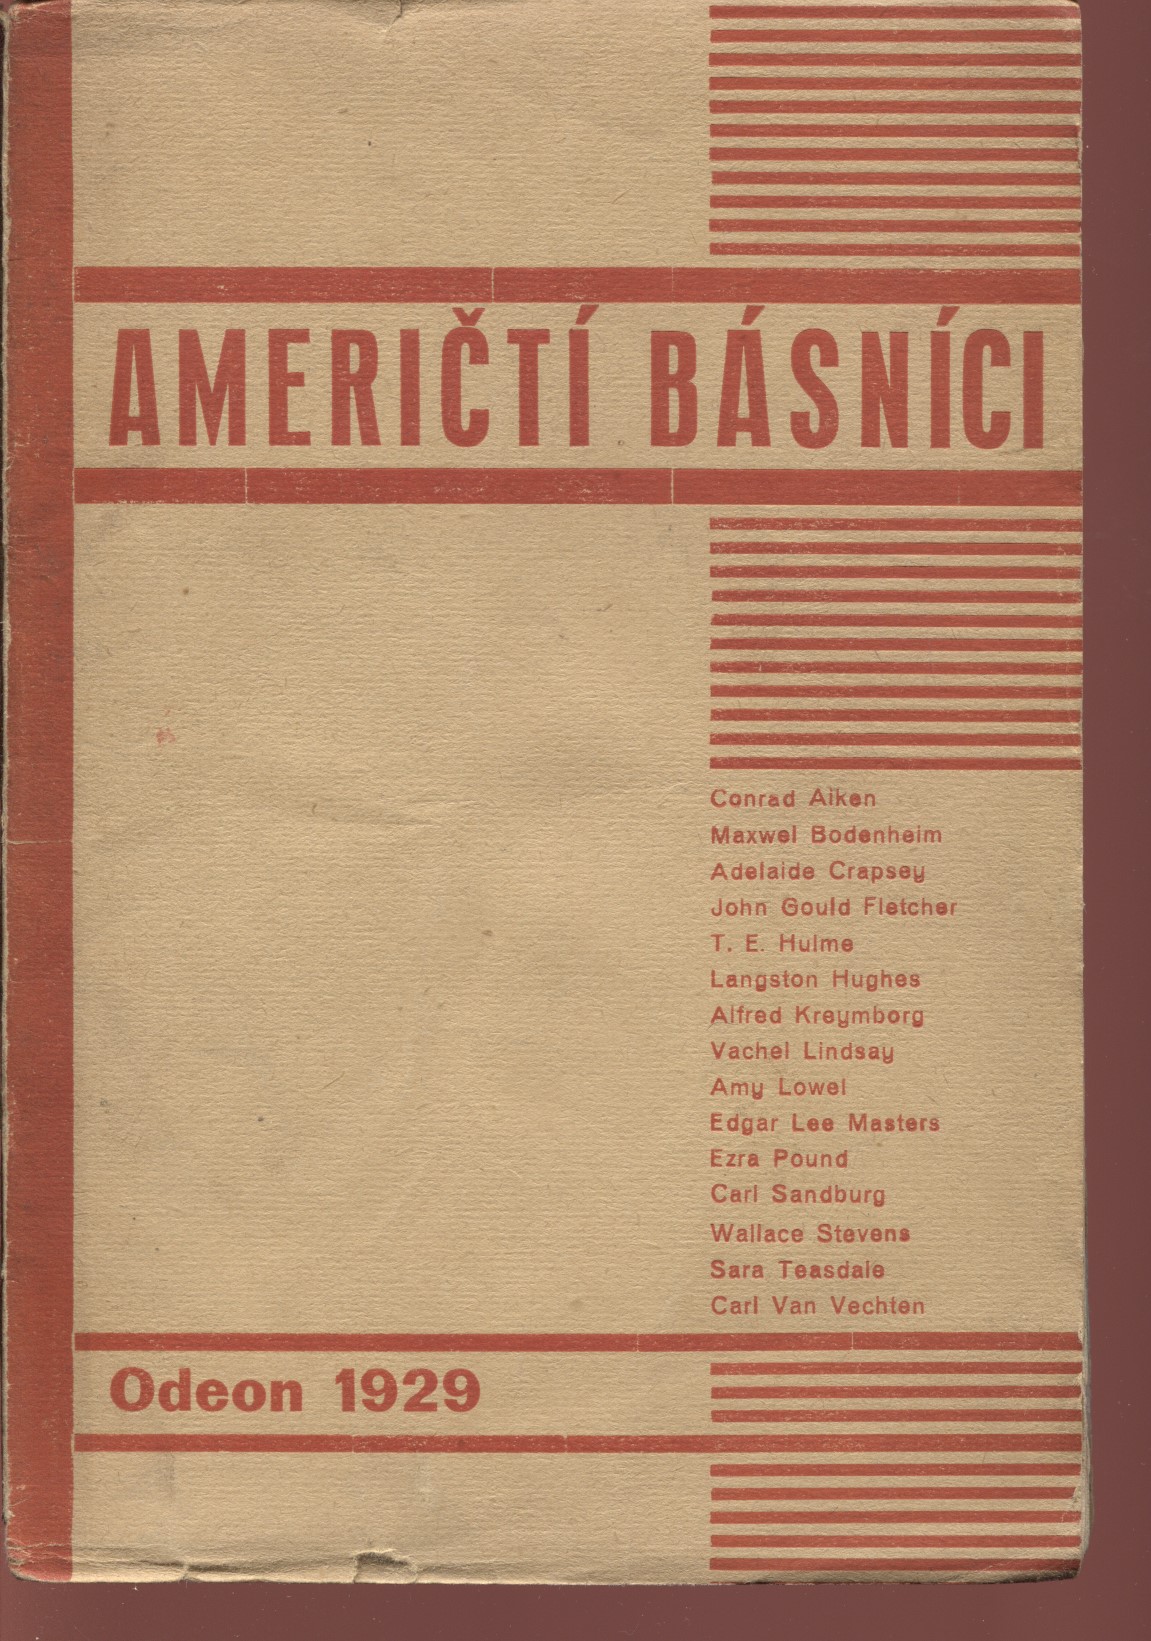 AMERIČTÍ BÁSNÍCI
Conrad Aiken
Maxwel Bodenheim
Adelaide Crapsey
John Gould Fletcher
T. E. Hulme
Langston Hughes
Alfred Kreymborg
Vachel Lindsay
Amy Lowel
Edgar Lee Masters
Ezra Pound
Carl Sandburg
Wallace Stevens
Sara Teasdale
Carl Van Vechten
Odeon 1929